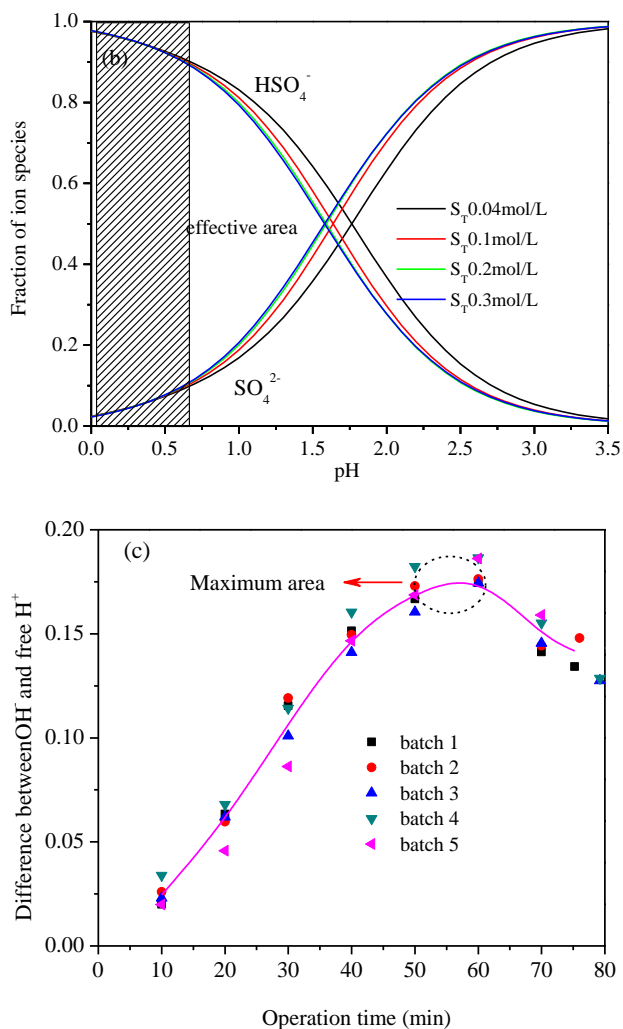 1.0
(b)
HSO4-
0.8
Fraction of ion species
0.6
ST0.04mol/L
effective area
ST0.1mol/L
0.4
ST0.2mol/L
ST0.3mol/L
0.2
SO42-
0.0
0.0 0.5 1.0 1.5 2.0 2.5 3.0 3.5
pH
0.20
(c)
Maximum area
Difference betweenOH- and free H+
0.15
0.10
batch 1
batch 2
batch 3
0.05
batch 4
batch 5
0.00
0 10 20 30 40 50 60 70 80
Operation time (min)